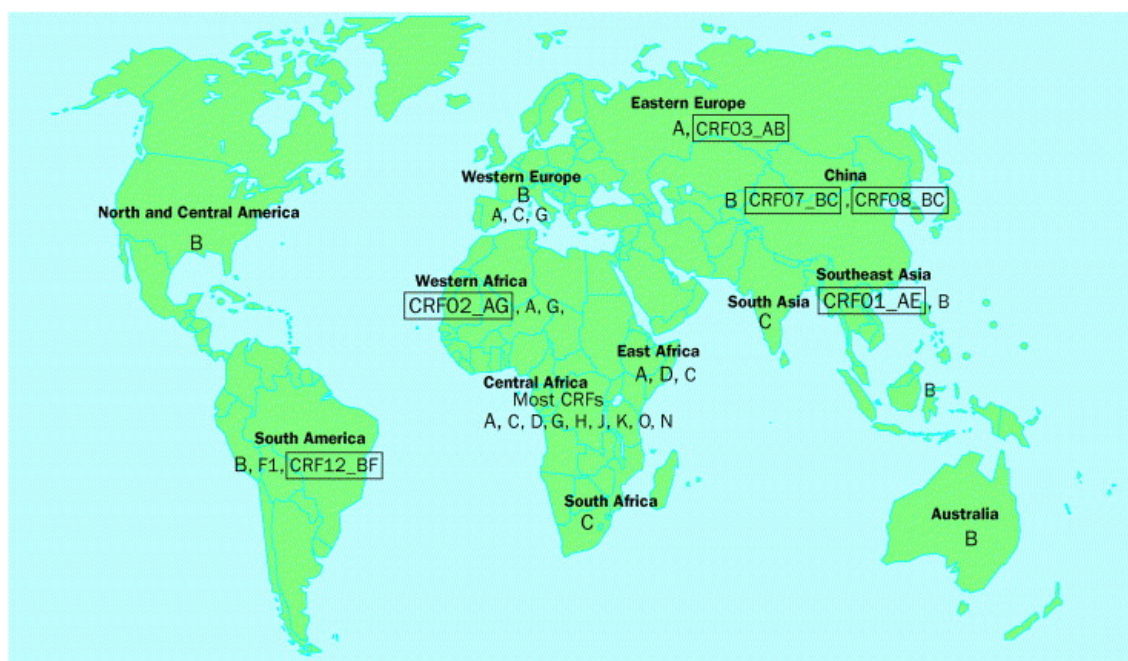 Eastern Europe
A, CRF03_AB
Western Europe
B
A, C, G
China
B CRF07_BC , CRF08_BC
North and Central America
B
Western Africa
CRF02_AG , A, G,
Southeast Asia
CRF01_AE , B
South Asia
C
East Africa
A, D, C
Central Africa
Most CRFs
A, C, D, G, H, J, K, O, N
B
South America
B, F1, CRF12_BF
South Africa
C
Australia
B